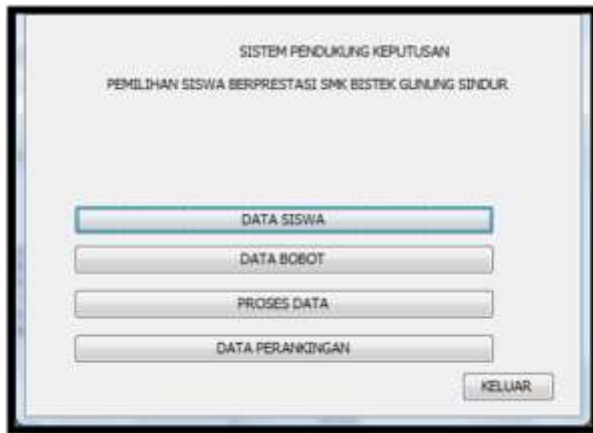 SISTEM PENDUKUNG KEPUTUSAN
PEMILIHAN SISWA BERPRESTASI SMK BISTEK GUNUNG SINDUR
DATA SISWA
DATA BOBOT
PROSES DATA
DATA PERANKINGAN
KELUAR